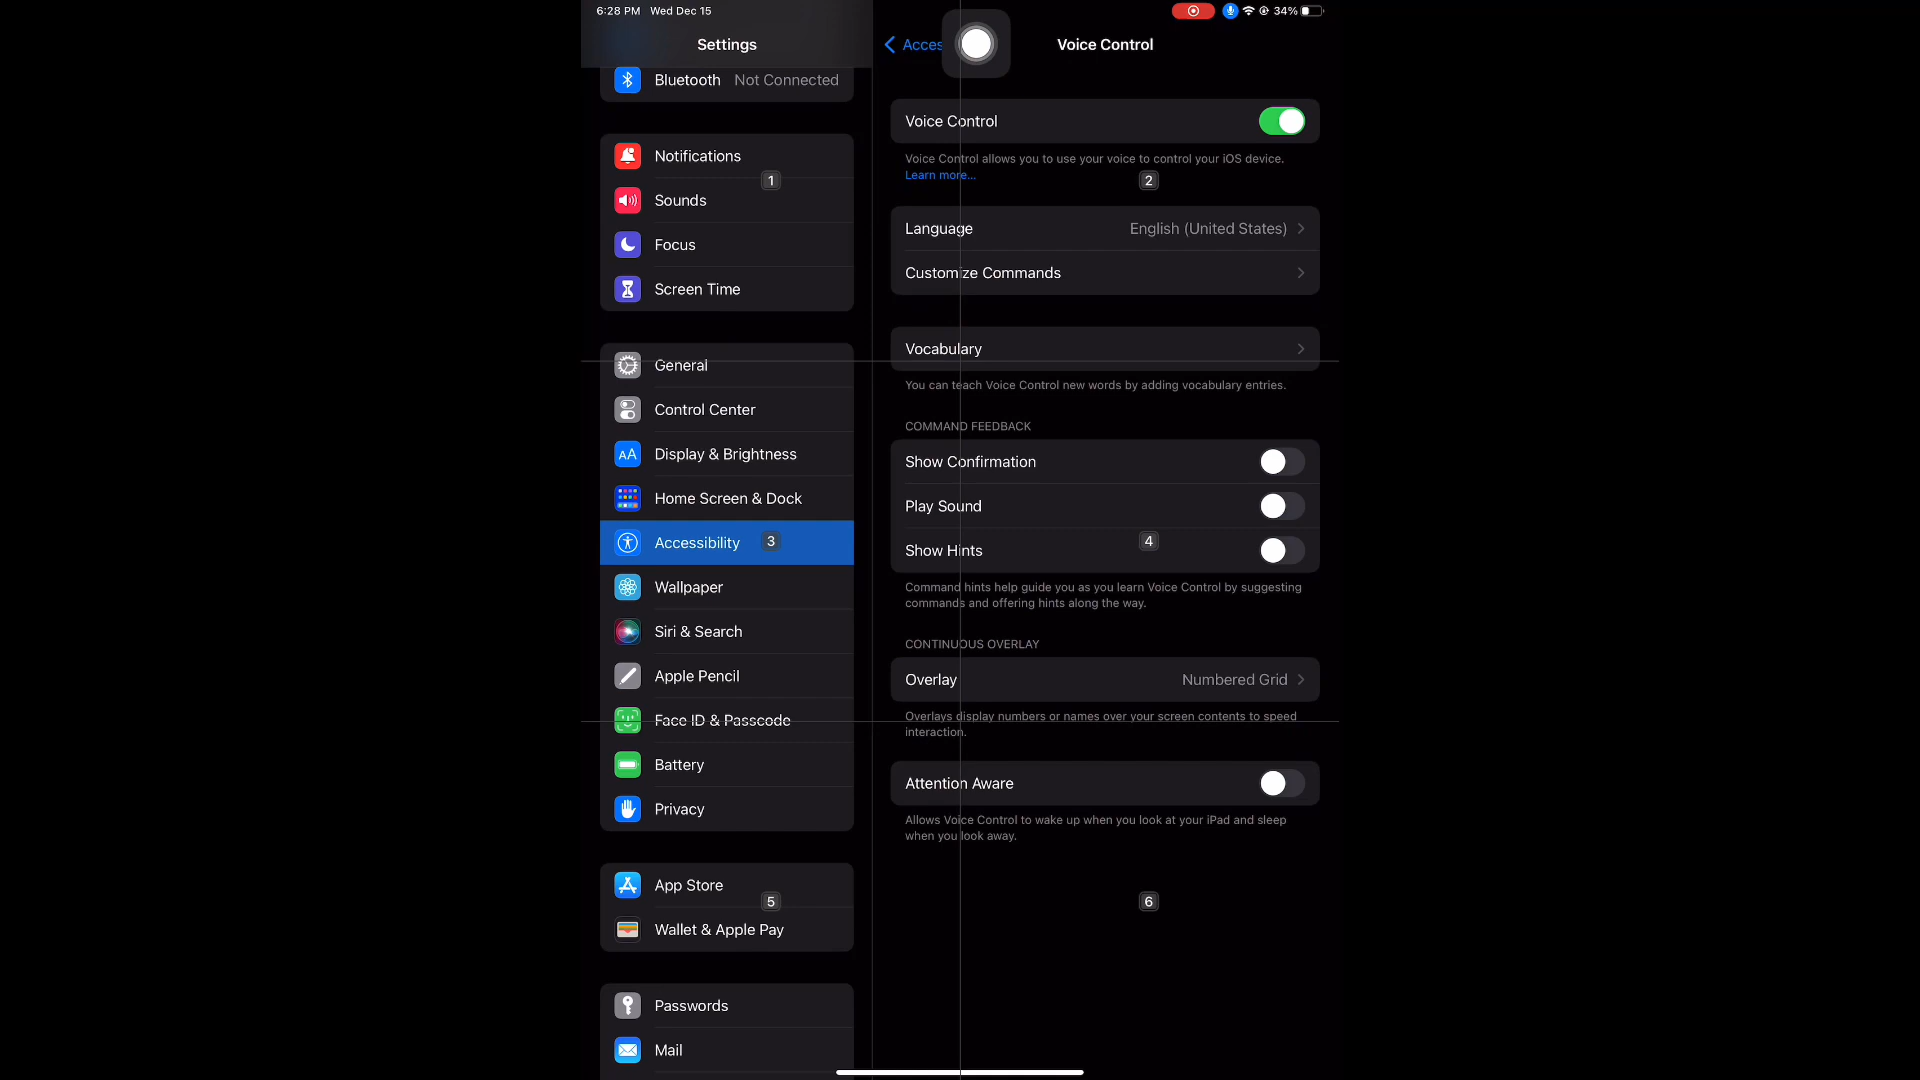 6:28 PM Wed Dec 15
34%
Settings
Bluetooth Not Connected
Notifications
1
Sounds
Focus
Screen Time
General
Control Center
AA Display & Brightness
Home Screen & Dock
Accessibility 3
Wallpaper
Siri & Search
Apple Pencil
Face ID & Passcode
Battery
Privacy
App Store
5
Wallet & Apple Pay
Passwords
Mail
Acces
Voice Control
Voice Control
Voice Control allows you to use your voice to control your iOS device.
Learn more...
2
Language English (United States)
Customize Commands
Vocabulary
You can teach Voice Control new words by adding vocabulary entries.
COMMAND FEEDBACK
Show Confirmation
Play Sound
4
Show Hints
Command hints help guide you as you learn Voice Control by suggesting
commands and offering hints along the way.
CONTINUOUS OVERLAY
Overlay Numbered Grid
Overlays display numbers or names over your screen contents to speed
interaction.
Attention Aware
Allows Voice Control to wake up when you look at your iPad and sleep
when you look away.
6